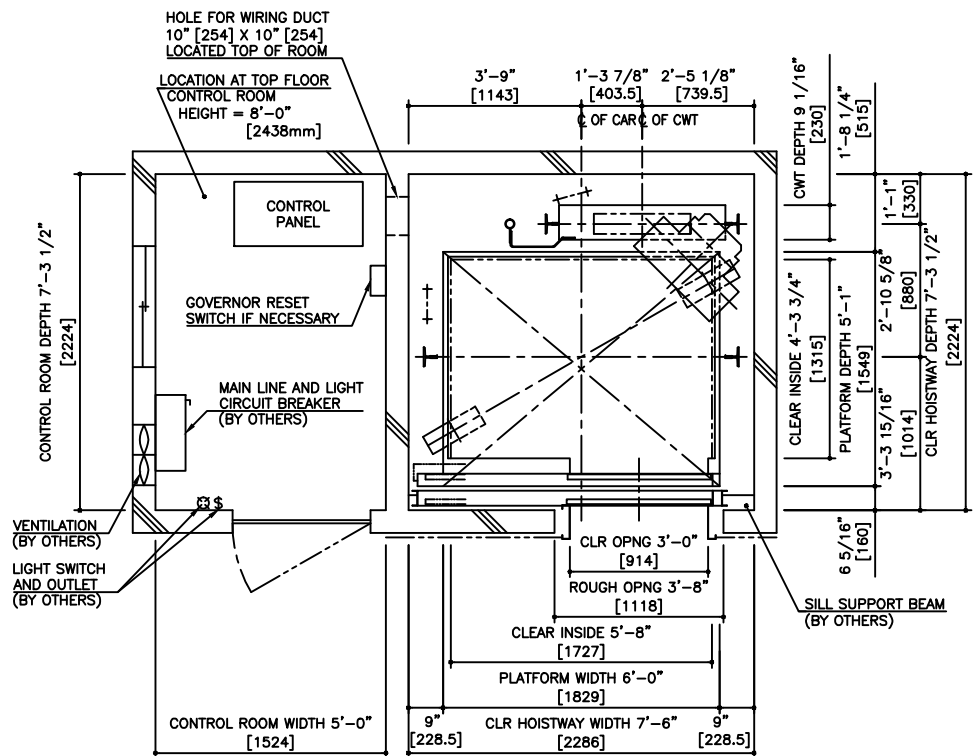 HOLE FOR WIRING DUCT
10" [254] X 10" [254]
LOCATED TOP OF ROOM
LOCATION AT TOP FLOOR
CONTROL ROOM
HEIGHT = 8'-0"
[2438mm]
3'-9"
[1143]
1'-3 7/8"
[403.5]
2'-5 1/8"
[739.5]
℄ OF CAR
℄ OF CWT
CWT DEPTH 9 1/16"
[230]
1'-8 1/4"
[515]
CONTROL
PANEL
GOVERNOR RESET
SWITCH IF NECESSARY
MAIN LINE AND LIGHT
CIRCUIT BREAKER
(BY OTHERS)
CONTROL ROOM DEPTH 7'-3 1/2"
[2224]
CLEAR INSIDE 4'-3 3/4"
[1315]
PLATFORM DEPTH 5'-1"
[1549]
1'-1"
[330]
2'-10 5/8"
[880]
3'-3 15/16"
[1014]
CLR HOISTWAY DEPTH 7'-3 1/2"
[2224]
6 5/16"
[160]
$
VENTILATION
(BY OTHERS)
LIGHT SWITCH
AND OUTLET
(BY OTHERS)
SILL SUPPORT BEAM
(BY OTHERS)
CLR OPNG 3'-0"
[914]
ROUGH OPNG 3'-8"
[1118]
CLEAR INSIDE 5'-8"
[1727]
PLATFORM WIDTH 6'-0"
[1829]
CONTROL ROOM WIDTH 5'-0"
[1524]
9"
[228.5]
CLR HOISTWAY WIDTH 7'-6"
[2286]
9"
[228.5]